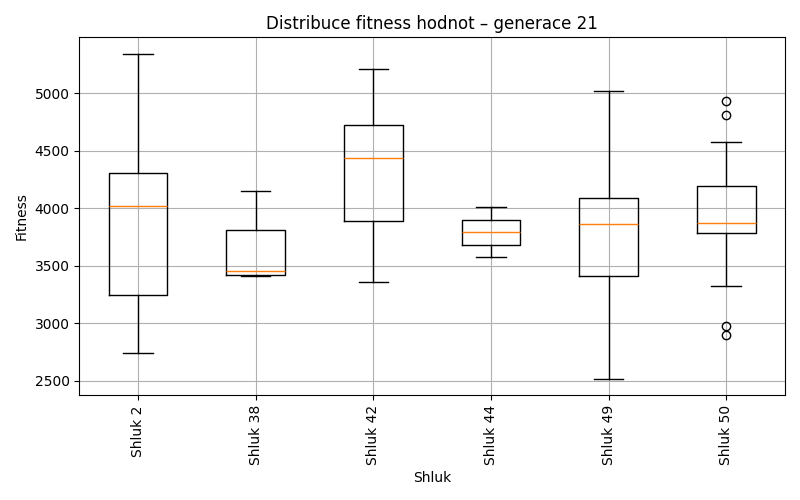 Distribuce fitness hodnot – generace 21
Fitness
5000
4500
4000
3500
3000
2500
Shluk 2
Shluk 38
Shluk 42
Shluk 44
Shluk 49
Shluk 50
Shluk